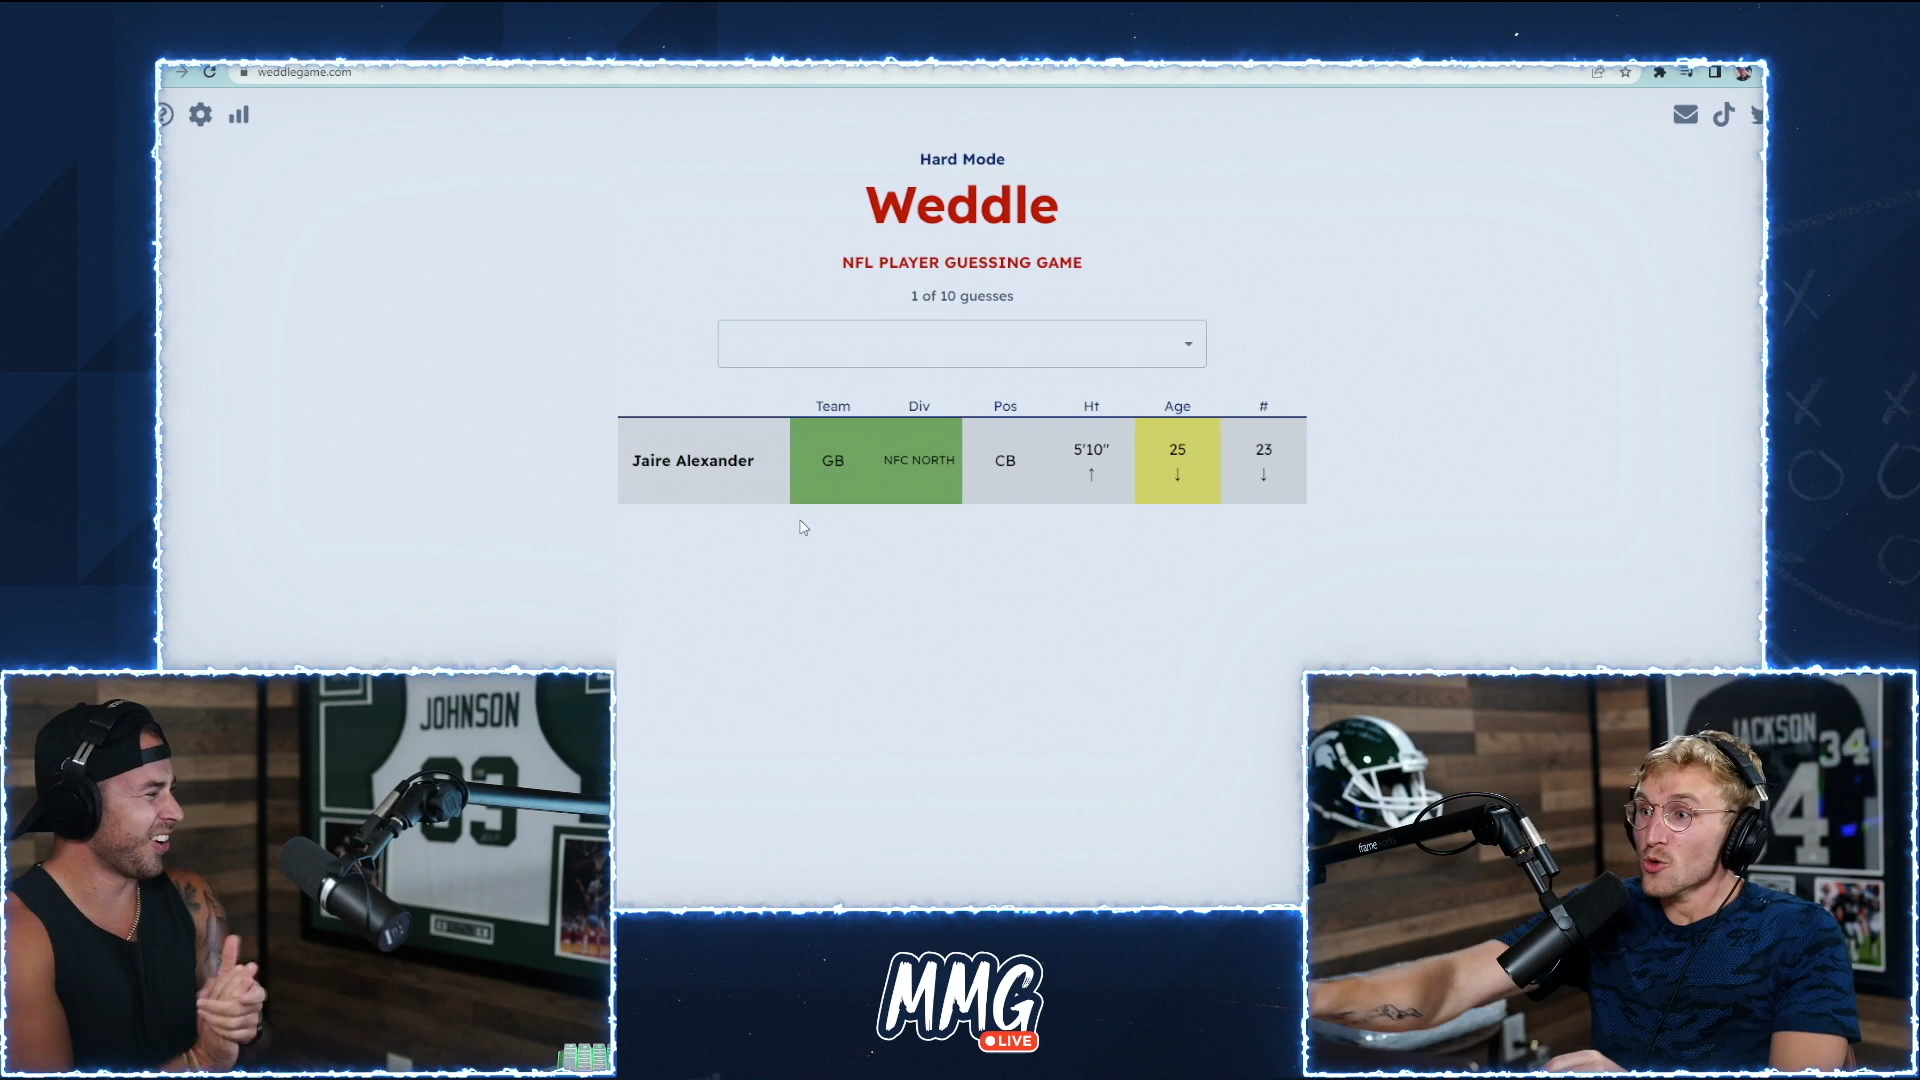 weddlegame.com
Hard Mode
Weddle
NFL PLAYER GUESSING GAME
1 of 10 guesses
Team Div Pos Ht Age #
Jaire Alexander GB NFC NORTH CB 5'10" 25 23
↑ ↓ ↓
JOHNSON
JACKSON
34
frame
MMG
LIVE